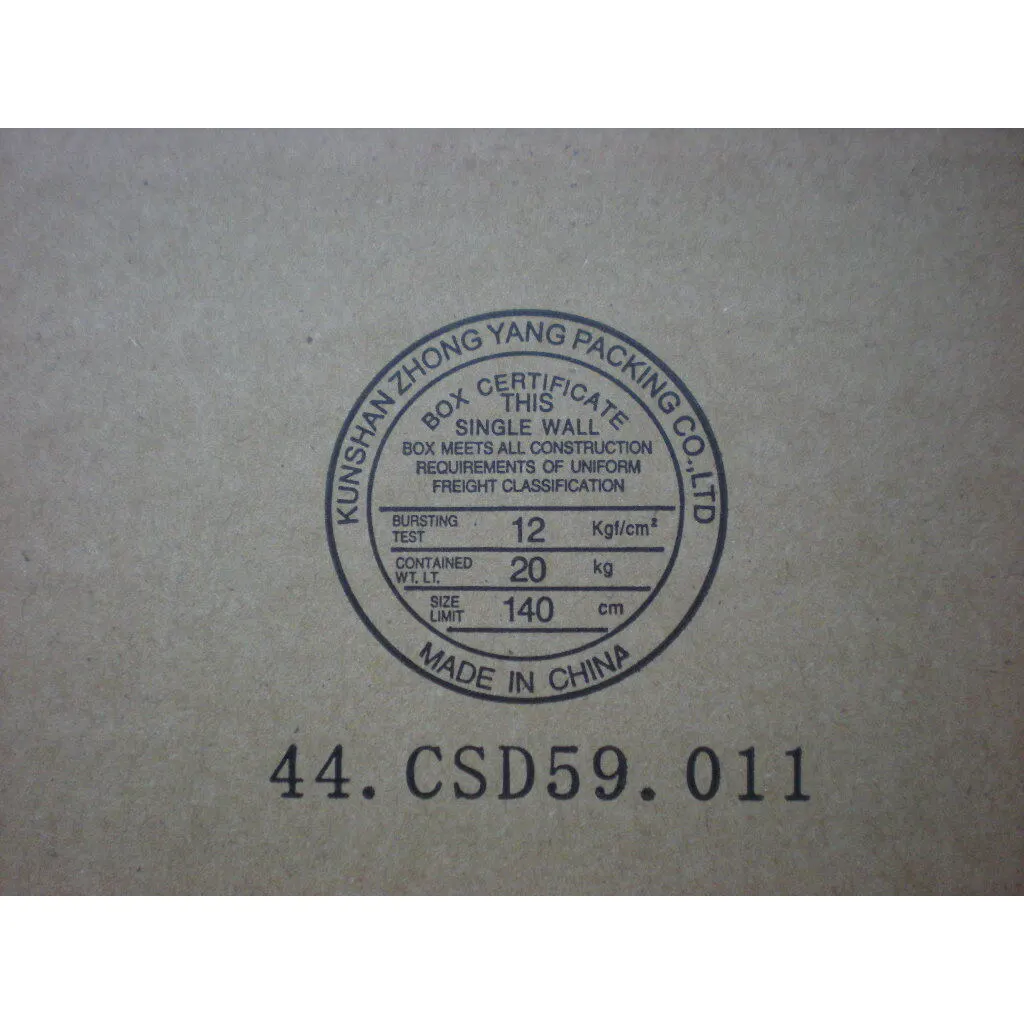 KUNSHAN ZHONG YANG PACKING CO.,LTD
BOX CERTIFICATE
THIS
SINGLE WALL
BOX MEETS ALL CONSTRUCTION
REQUIREMENTS OF UNIFORM
FREIGHT CLASSIFICATION
BURSTING TEST 12 Kgf/cm²
CONTAINED WT. LT. 20 kg
SIZE LIMIT 140 cm
MADE IN CHINA
44.CSD59.011